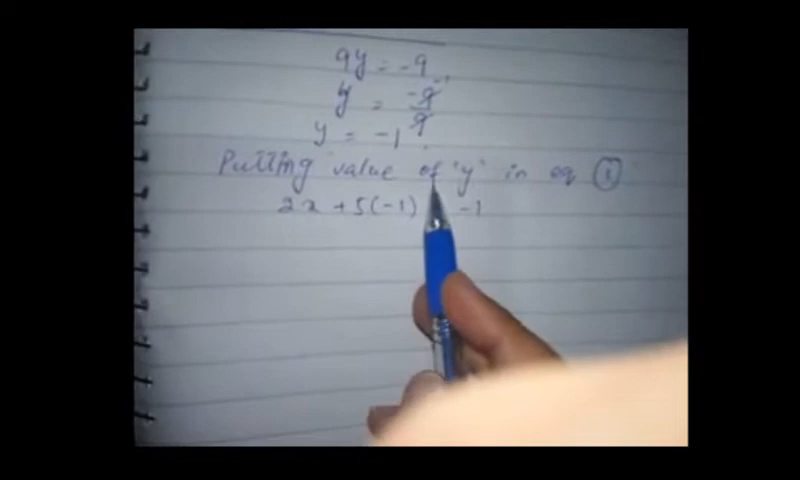 9y = -9
y = -9/9
y = -1
Putting value of "y" in eq ①
2x + 5(-1) -1